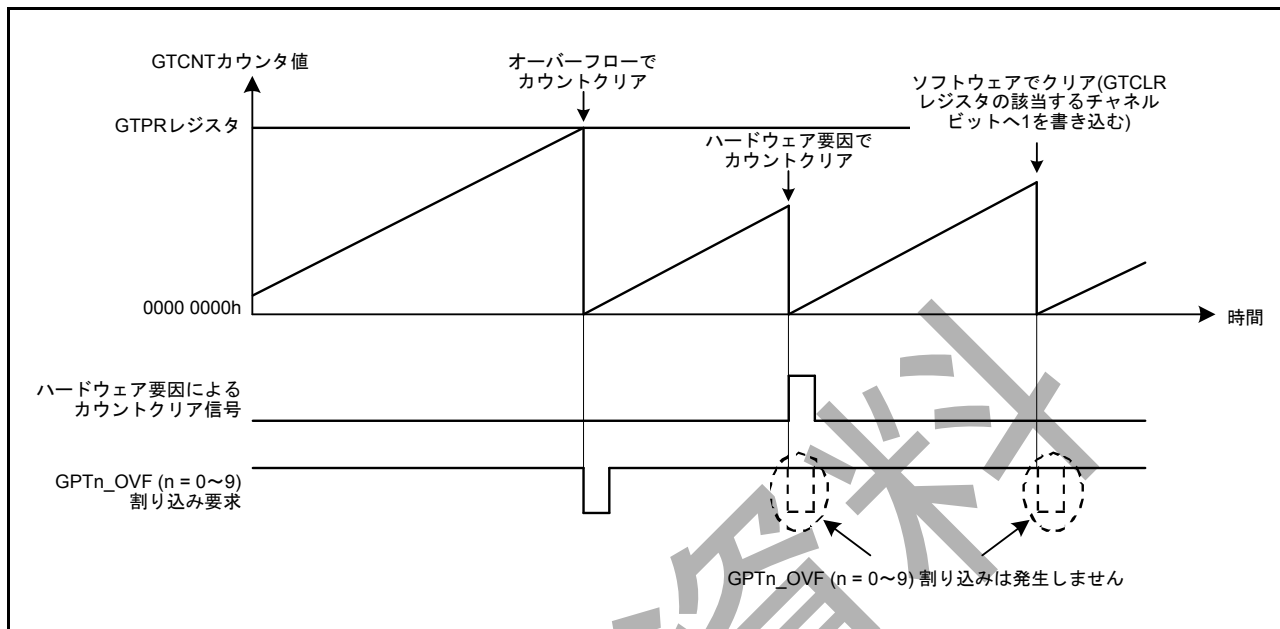 GTCNTカウンタ値
オーバーフローで
カウントクリア
ソフトウェアでクリア(GTCLR
レジスタの該当するチャネル
ビットへ1を書き込む)
GTPRレジスタ
ハードウェア要因で
カウントクリア
0000 0000h
時間
ハードウェア要因による
カウントクリア信号
GPTn_OVF (n = 0～9)
割り込み要求
GPTn_OVF (n = 0～9) 割り込みは発生しません
資料